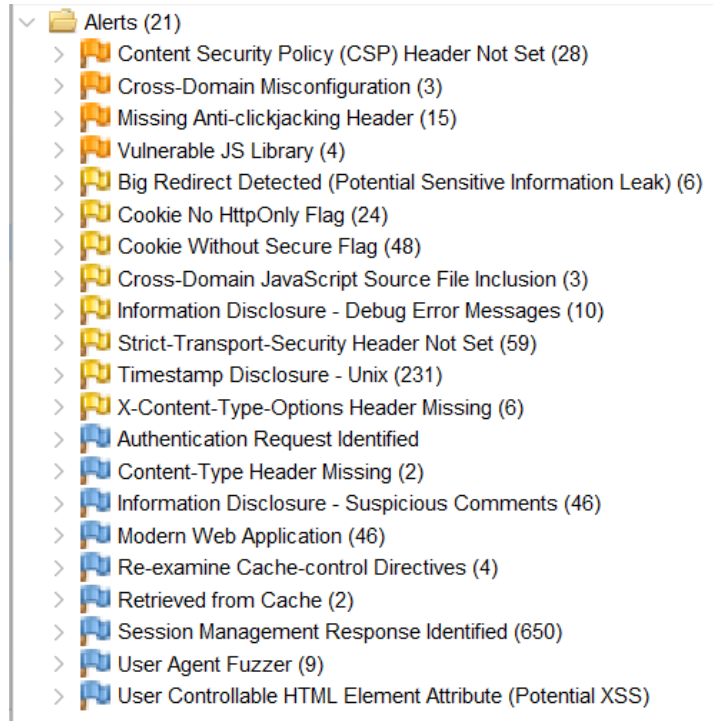 Alerts (21)
Content Security Policy (CSP) Header Not Set (28)
Cross-Domain Misconfiguration (3)
Missing Anti-clickjacking Header (15)
Vulnerable JS Library (4)
Big Redirect Detected (Potential Sensitive Information Leak) (6)
Cookie No HttpOnly Flag (24)
Cookie Without Secure Flag (48)
Cross-Domain JavaScript Source File Inclusion (3)
Information Disclosure - Debug Error Messages (10)
Strict-Transport-Security Header Not Set (59)
Timestamp Disclosure - Unix (231)
X-Content-Type-Options Header Missing (6)
Authentication Request Identified
Content-Type Header Missing (2)
Information Disclosure - Suspicious Comments (46)
Modern Web Application (46)
Re-examine Cache-control Directives (4)
Retrieved from Cache (2)
Session Management Response Identified (650)
User Agent Fuzzer (9)
User Controllable HTML Element Attribute (Potential XSS)